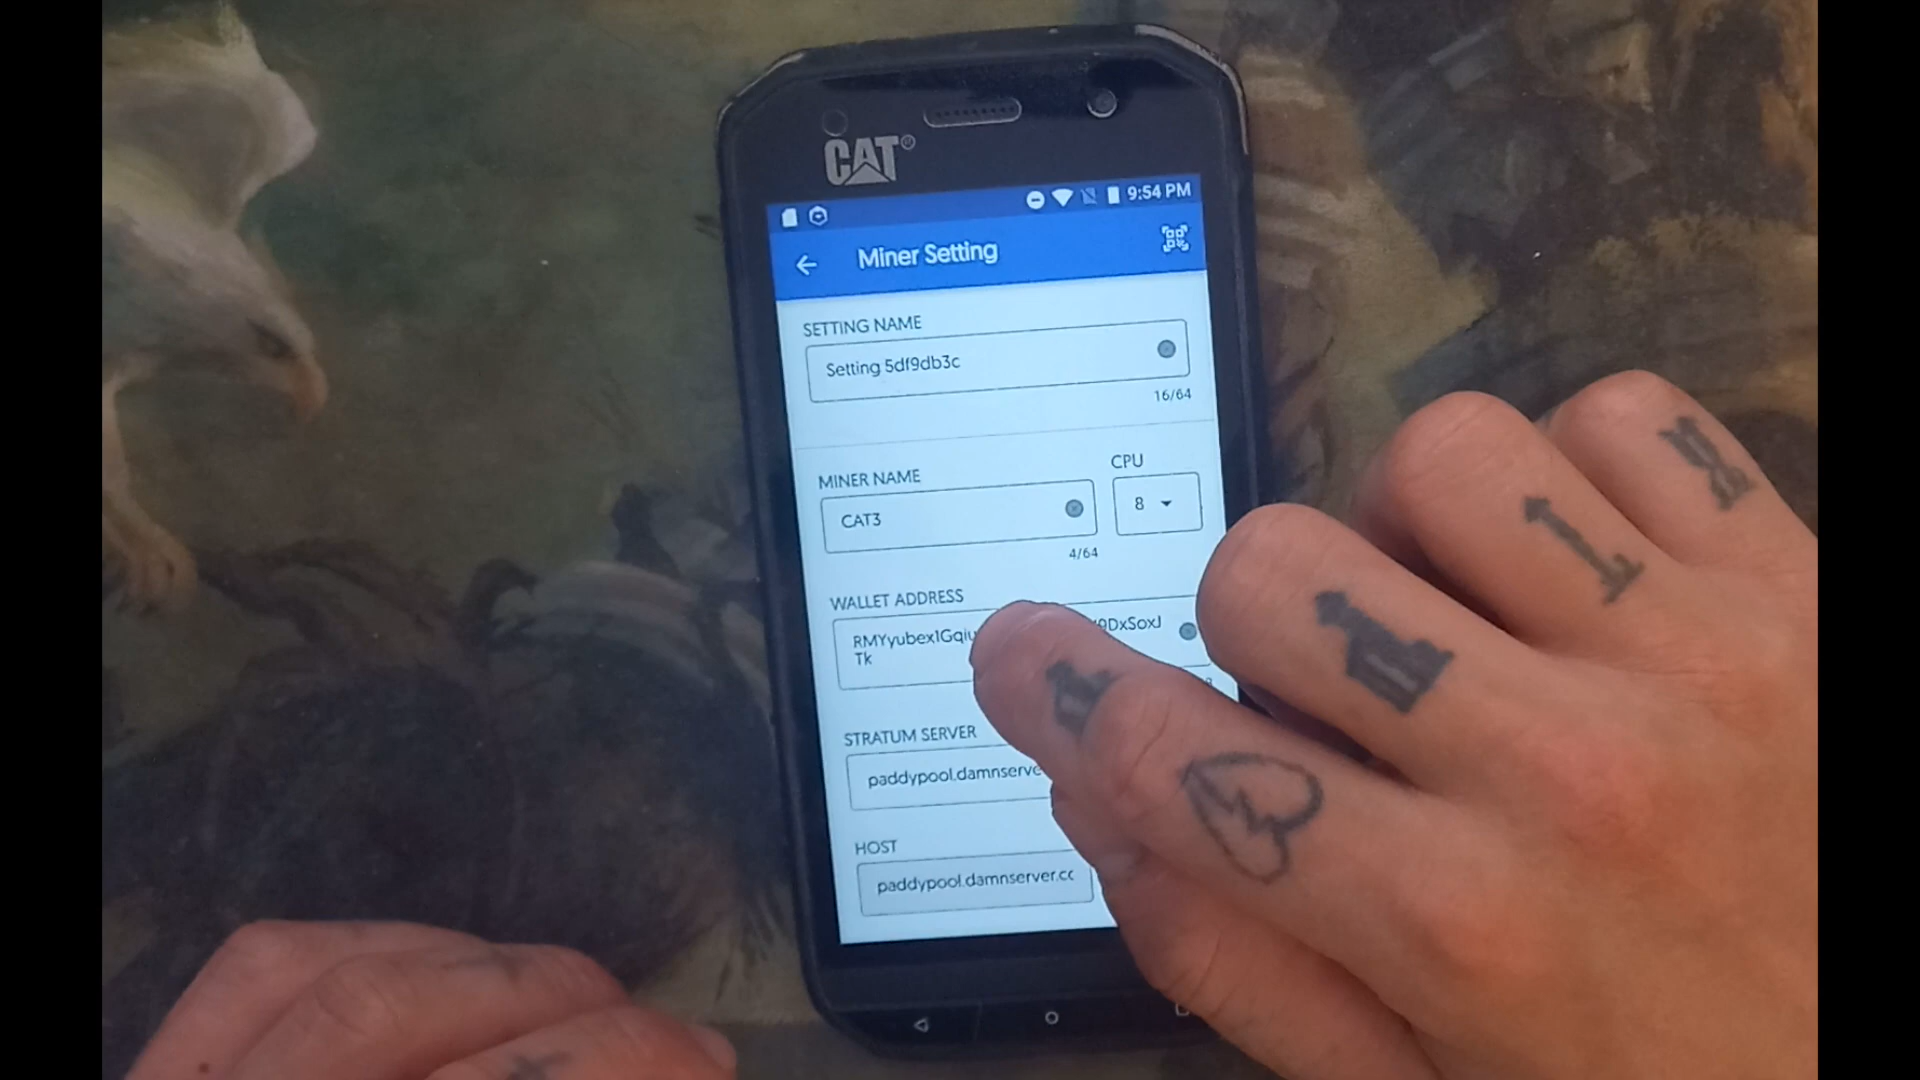 CAT
9:54 PM
Miner Setting
SETTING NAME
Setting 5df9db3c
16/64
MINER NAME
CPU
CAT3
8
4/64
WALLET ADDRESS
RMYyubex1Gqiu 9DxSoxJ
Tk
STRATUM SERVER
paddypool.damnserve
HOST
paddypool.damnserver.cc